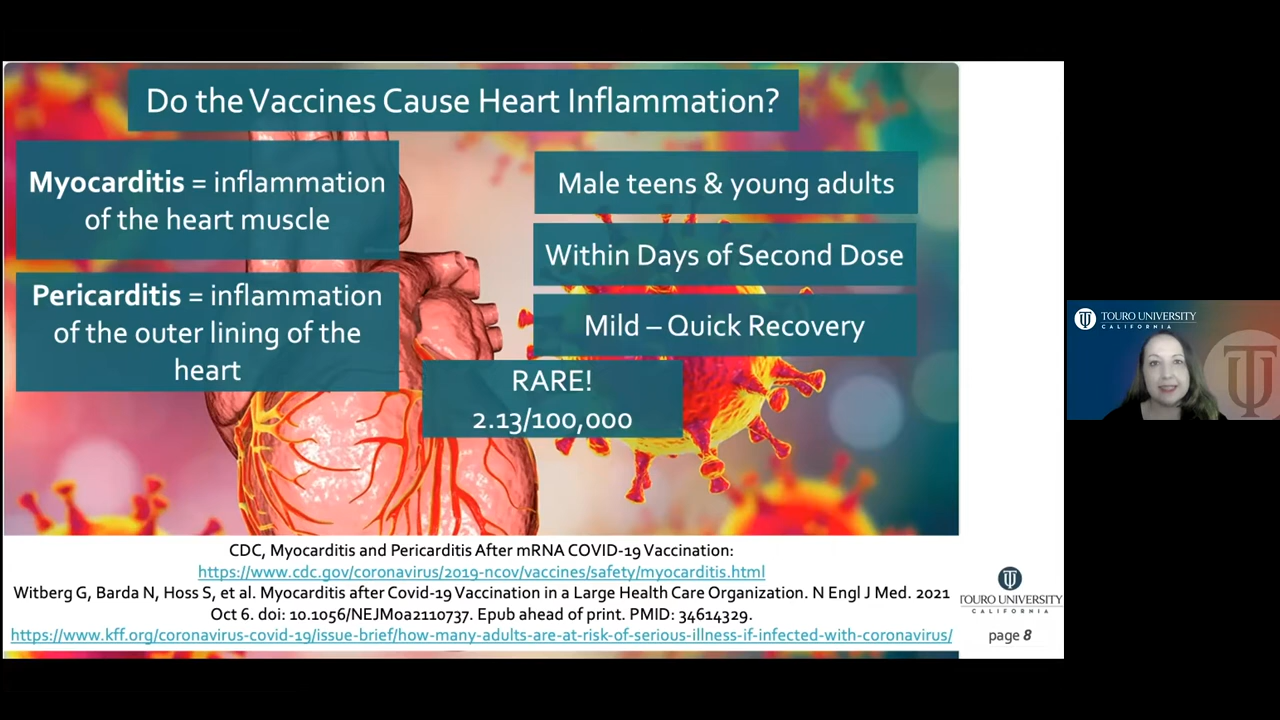 Do the Vaccines Cause Heart Inflammation?
Myocarditis = inflammation
of the heart muscle
Pericarditis = inflammation
of the outer lining of the
heart
Male teens & young adults
Within Days of Second Dose
Mild – Quick Recovery
RARE!
2.13/100,000
CDC, Myocarditis and Pericarditis After mRNA COVID-19 Vaccination:
https://www.cdc.gov/coronavirus/2019-ncov/vaccines/safety/myocarditis.html
Witberg G, Barda N, Hoss S, et al. Myocarditis after Covid-19 Vaccination in a Large Health Care Organization. N Engl J Med. 2021
Oct 6. doi: 10.1056/NEJMoa2110737. Epub ahead of print. PMID: 34614329.
https://www.kff.org/coronavirus-covid-19/issue-brief/how-many-adults-are-at-risk-of-serious-illness-if-infected-with-coronavirus/
TOURO UNIVERSITY
CALIFORNIA
page 8
TOURO UNIVERSITY
CALIFORNIA